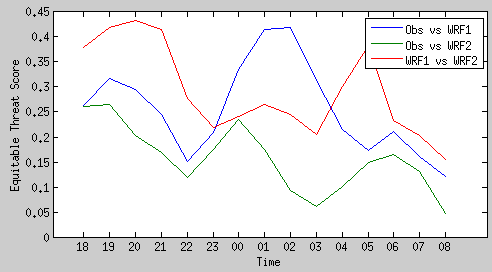 0.45
0.4
0.35
0.3
0.25
0.2
0.15
0.1
0.05
0
Equitable Threat Score
Obs vs WRF1
Obs vs WRF2
WRF1 vs WRF2
18 19 20 21 22 23 00 01 02 03 04 05 06 07 08
Time